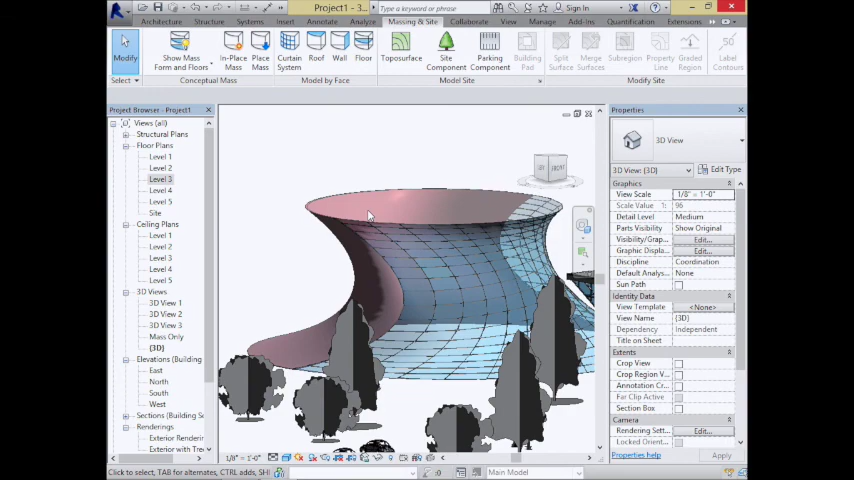 Project1 - 3...
Type a keyword or phrase
Sign In
Architecture Structure Systems Insert Annotate Analyze Massing & Site Collaborate View Manage Add-Ins Quantification Extensions
Modify
Show Mass Form and Floors
In-Place Mass
Place Mass
Curtain System
Roof
Wall
Floor
Toposurface
Site Component
Parking Component
Building Pad
Split Surface
Merge Surfaces
Subregion
Property Line
Graded Region
Label Contours
Select
Conceptual Mass
Model by Face
Model Site
Modify Site
Project Browser - Project1
Views (all)
Structural Plans
Floor Plans
Level 1
Level 2
Level 3
Level 4
Level 5
Site
Ceiling Plans
Level 1
Level 2
Level 3
Level 4
Level 5
3D Views
3D View 1
3D View 2
3D View 3
Mass Only
{3D}
Elevations (Building
East
North
South
West
Sections (Building S
Renderings
Exterior Renderin
Exterior with Tre
FRONT
Properties
3D View
3D View: {3D}
Edit Type
Graphics
View Scale 1/8" = 1'-0"
Scale Value 1: 96
Detail Level Medium
Parts Visibility Show Original
Visibility/Grap... Edit...
Graphic Displa... Edit...
Discipline Coordination
Default Analys... None
Sun Path
Identity Data
View Template <None>
View Name {3D}
Dependency Independent
Title on Sheet
Extents
Crop View
Crop Region V
Annotation Cr
Far Clip Active
Section Box
Camera
Rendering Sett... Edit...
Locked Orient...
Properties help
Apply
1/8" = 1'-0"
Click to select, TAB for alternates, CTRL adds, SHI
:0
Main Model